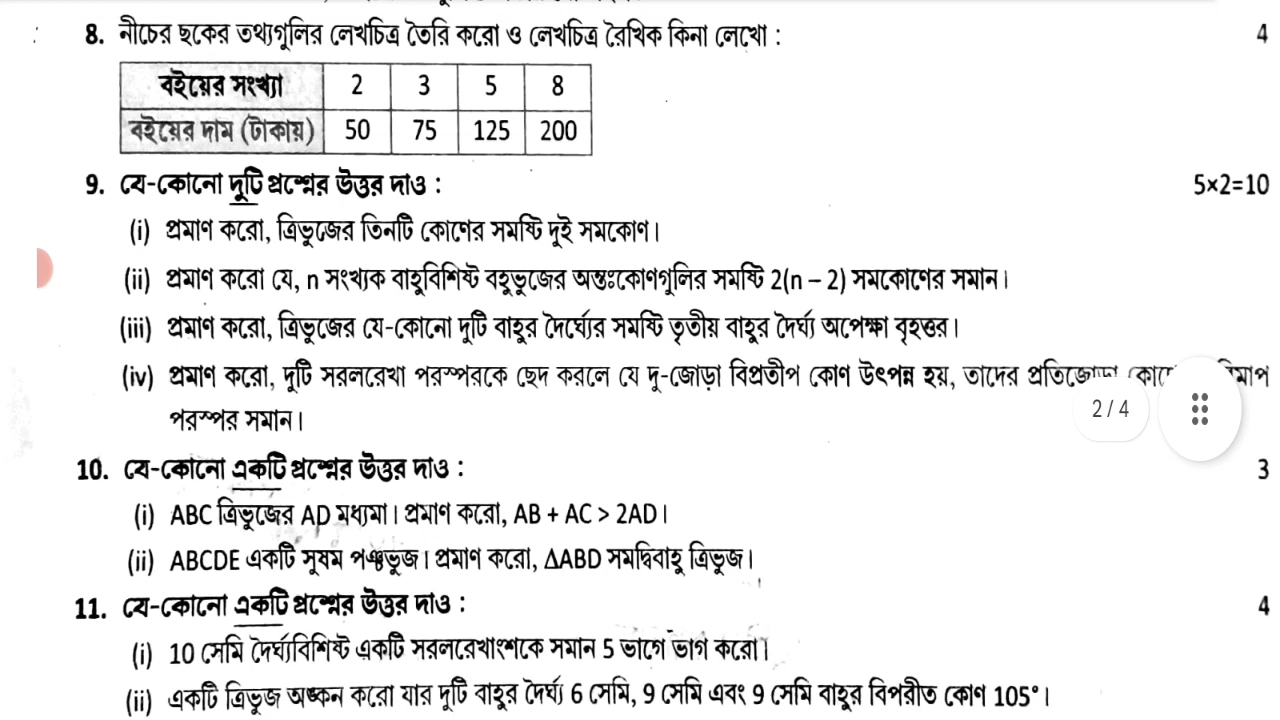 8. নীচের ছকের তথ্যগুলির লেখচিত্র তৈরি করো ও লেখচিত্র রৈখিক কিনা লেখো : 4
বইয়ের সংখ্যা 2 3 5 8
বইয়ের দাম (টাকায়) 50 75 125 200
9. যে-কোনো দুটি প্রশ্নের উত্তর দাও : 5×2=10
(i) প্রমাণ করো, ত্রিভুজের তিনটি কোণের সমষ্টি দুই সমকোণ।
(ii) প্রমাণ করো যে, n সংখ্যক বাহুবিশিষ্ট বহুভুজের অন্তঃকোণগুলির সমষ্টি 2(n – 2) সমকোণের সমান।
(iii) প্রমাণ করো, ত্রিভুজের যে-কোনো দুটি বাহুর দৈর্ঘ্যের সমষ্টি তৃতীয় বাহুর দৈর্ঘ্য অপেক্ষা বৃহত্তর।
(iv) প্রমাণ করো, দুটি সরলরেখা পরস্পরকে ছেদ করলে যে দু-জোড়া বিপ্রতীপ কোণ উৎপন্ন হয়, তাদের প্রতিজোড়া
2 / 4
পরস্পর সমান।
10. যে-কোনো একটি প্রশ্নের উত্তর দাও : 3
(i) ABC ত্রিভুজের AD মধ্যমা। প্রমাণ করো, AB + AC > 2AD।
(ii) ABCDE একটি সুষম পঞ্চভুজ। প্রমাণ করো, ΔABD সমদ্বিবাহু ত্রিভুজ।
11. যে-কোনো একটি প্রশ্নের উত্তর দাও : 4
(i) 10 সেমি দৈর্ঘ্যবিশিষ্ট একটি সরলরেখাংশকে সমান 5 ভাগে ভাগ করো।
(ii) একটি ত্রিভুজ অঙ্কন করো যার দুটি বাহুর দৈর্ঘ্য 6 সেমি, 9 সেমি এবং 9 সেমি বাহুর বিপরীত কোণ 105°।